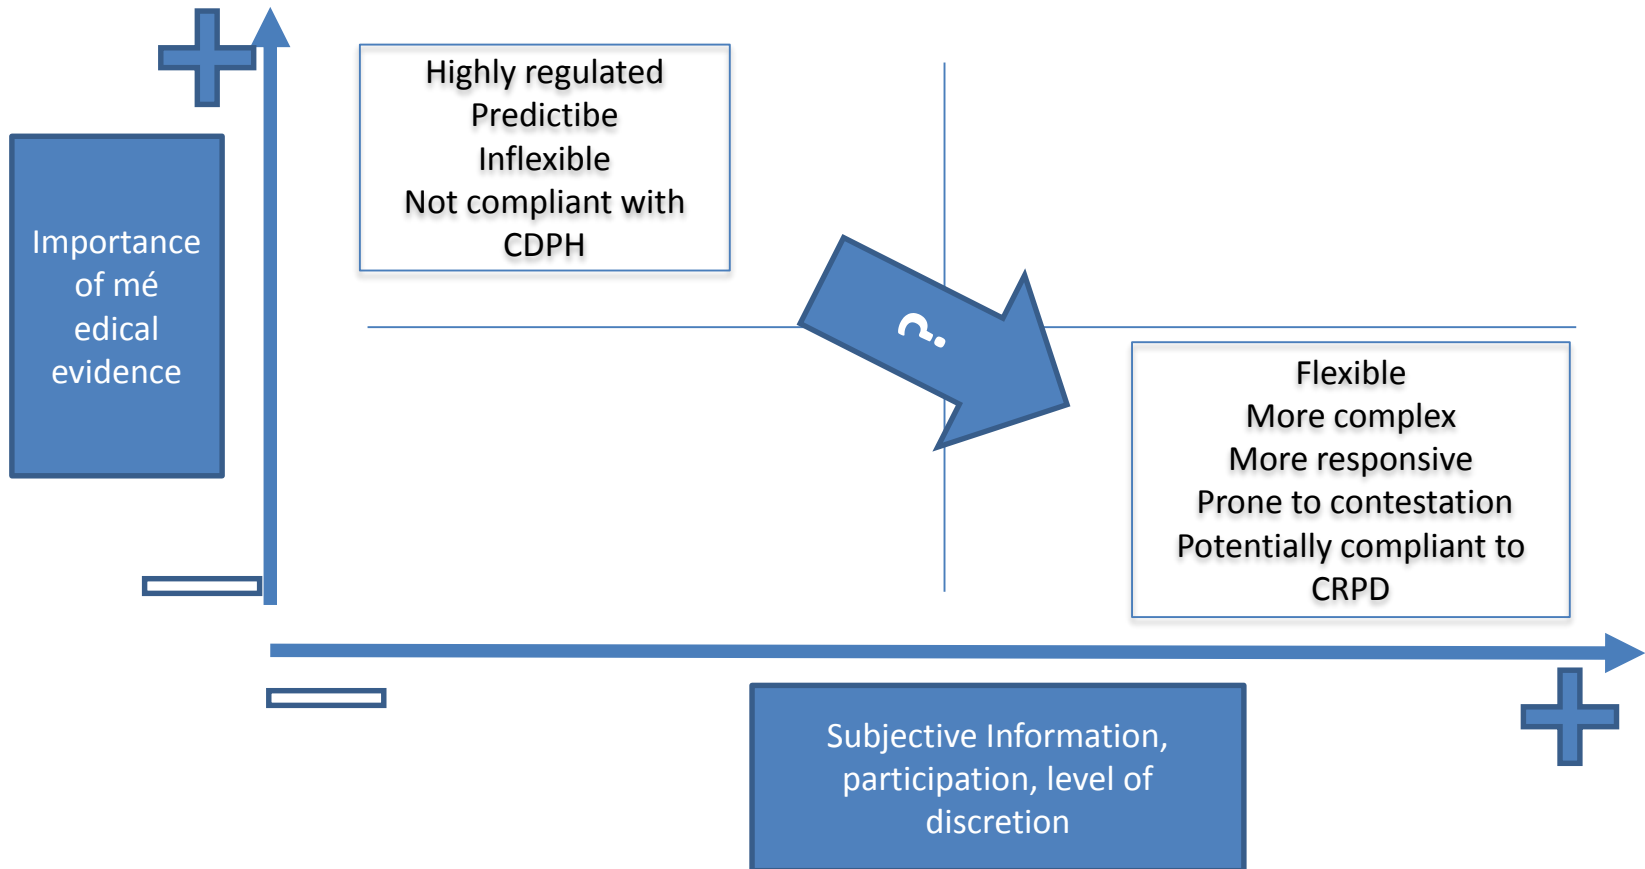 Highly regulated
Predictibe
Inflexible
Not compliant with
CDPH
Importance
of mé
edical
evidence
?
Flexible
More complex
More responsive
Prone to contestation
Potentially compliant to
CRPD
Subjective Information,
participation, level of
discretion